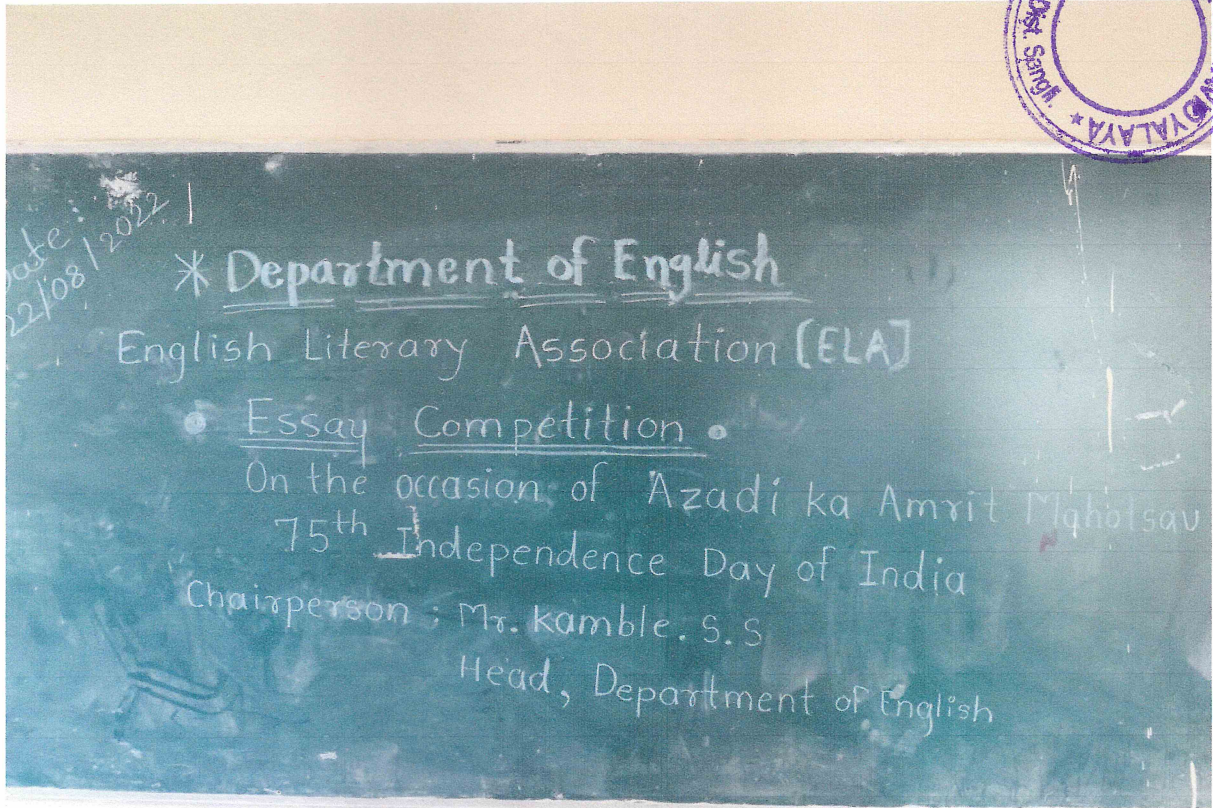 Dist. Sangli. ★
VIDYALAYA ★
Date :
22/08/2022
* Department of English
English Literary Association [ELA]
• Essay Competition •
On the occasion of Azadi ka Amrit Mahotsav
75th Independence Day of India
Chairperson : Mr. kamble. S. S
Head, Department of English